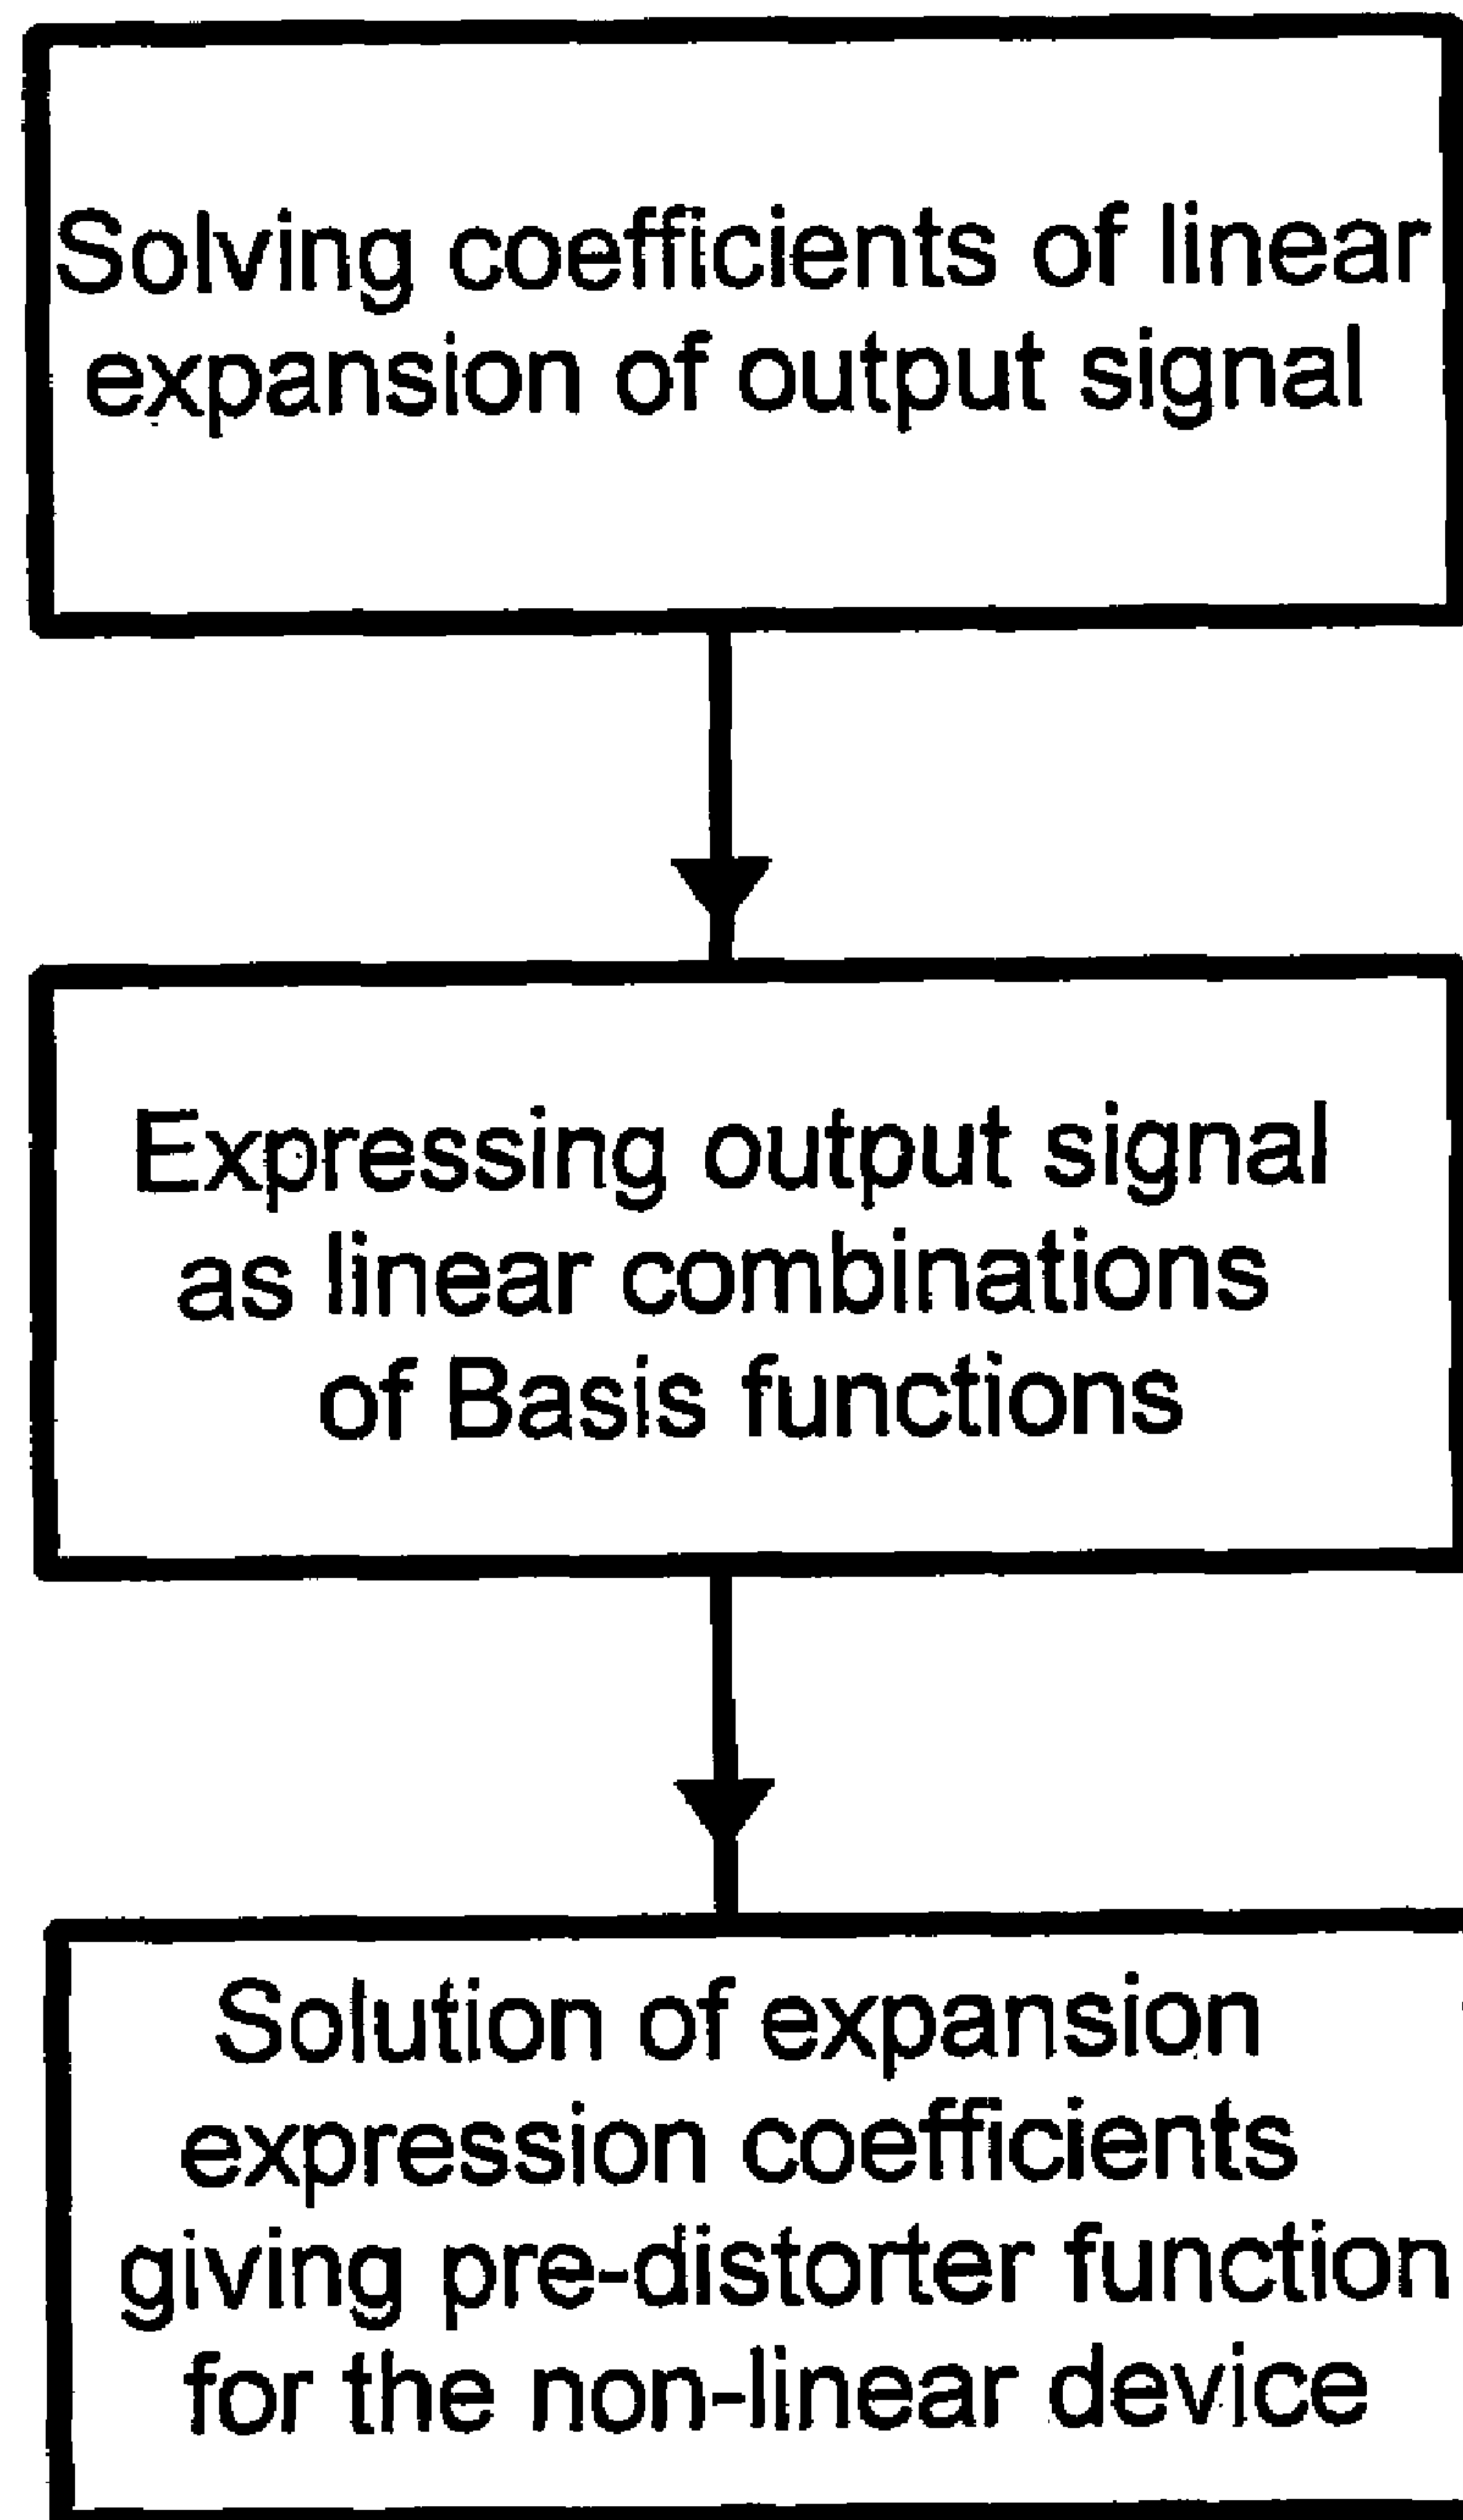 Solving coefficients of linear
expansion of output signal
Expressing output signal
as linear combinations
of Basis functions
Solution of expansion
expression coefficients
giving pre-distorter function
for the non-linear device